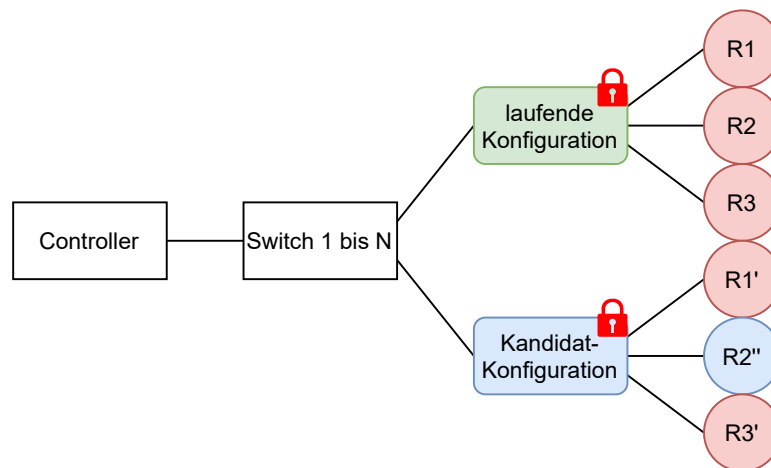 R1
laufende
Konfiguration
R2
R3
Controller
Switch 1 bis N
R1'
Kandidat-
Konfiguration
R2''
R3'